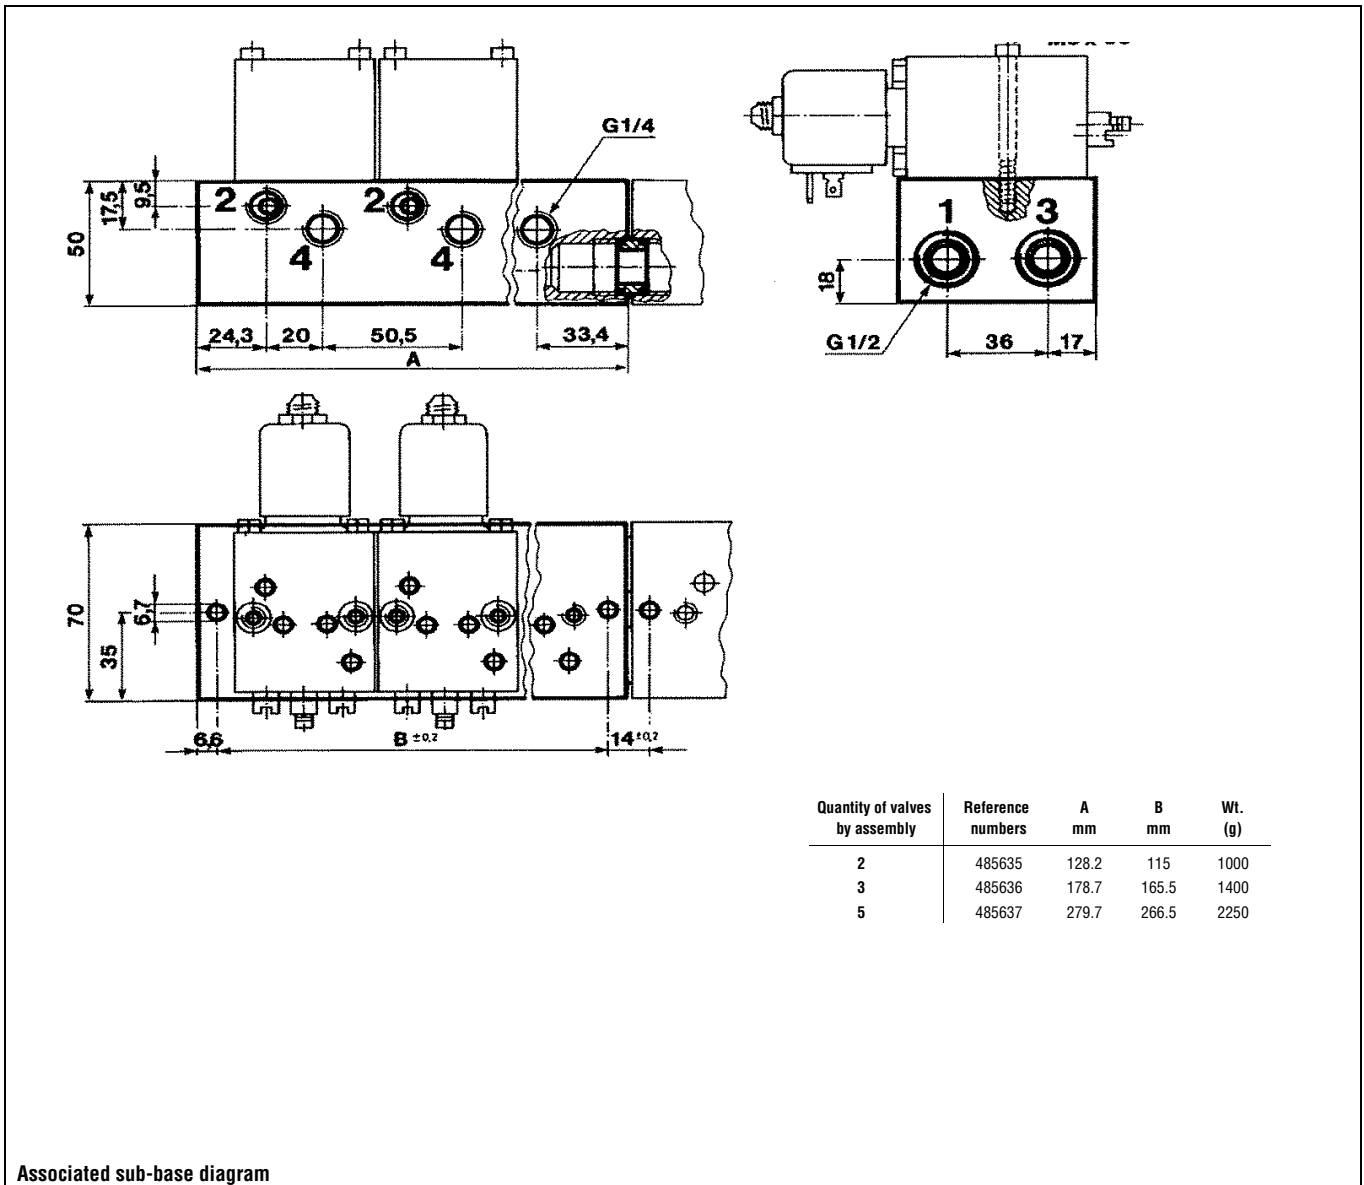 G1/4
9,5
17,5
50
2
2
4
4
24,3
20
50,5
33,4
A
1
3
18
G1/2
36
17
70
35
6,7
6,6
B ±0,2
14 ±0,2
Quantity of valves by assembly Reference numbers A mm B mm Wt. (g)
2 485635 128.2 115 1000
3 485636 178.7 165.5 1400
5 485637 279.7 266.5 2250
Associated sub-base diagram